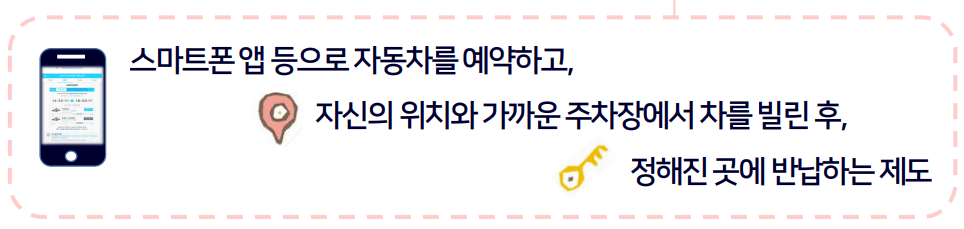 스마트폰 앱 등으로 자동차를 예약하고,
자신의 위치와 가까운 주차장에서 차를 빌린 후,
정해진 곳에 반납하는 제도